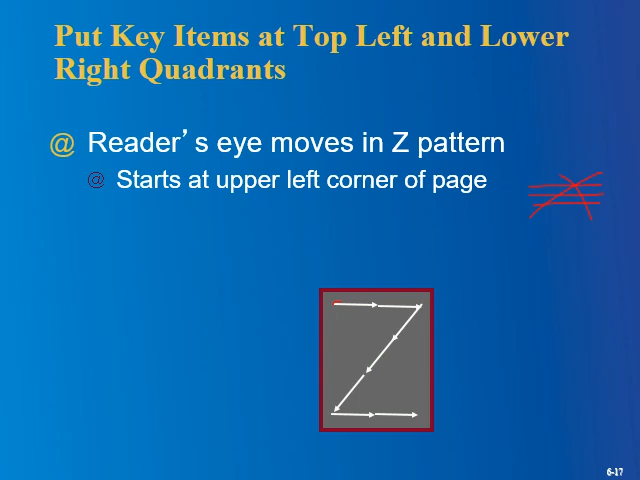 Put Key Items at Top Left and Lower
Right Quadrants
@ Reader’s eye moves in Z pattern
@ Starts at upper left corner of page
6-17